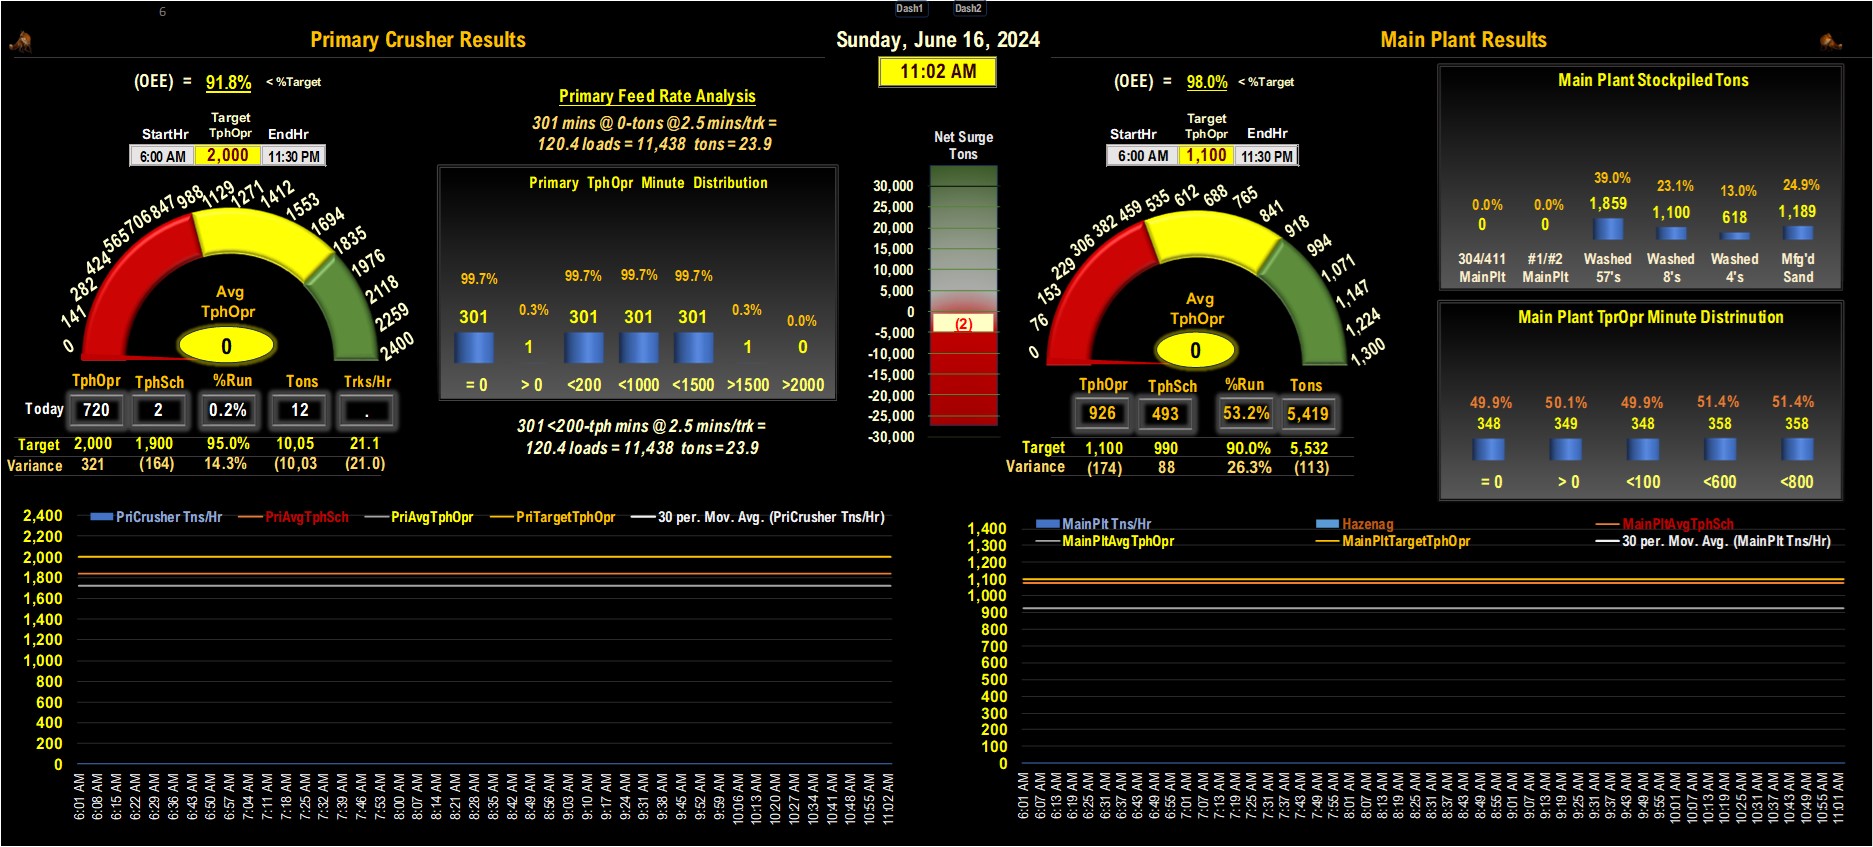 6
Dash1
Dash2
Primary Crusher Results
Sunday, June 16, 2024
Main Plant Results
11:02 AM
(OEE) = 91.8% < %Target
Target
StartHr TphOpr EndHr
6:00 AM 2,000 11:30 PM
0 141 282 424 565 706 847 988 1129 1271 1412 1553 1694 1835 1976 2118 2259 2400
Avg
TphOpr
0
TphOpr TphSch %Run Tons Trks/Hr
Today 720 2 0.2% 12 .
Target 2,000 1,900 95.0% 10,05 21.1
Variance 321 (164) 14.3% (10,03 (21.0)
Primary Feed Rate Analysis
301 mins @ 0-tons @2.5 mins/trk =
120.4 loads = 11,438 tons = 23.9
Primary TphOpr Minute Distribution
99.7% 0.3% 99.7% 99.7% 99.7% 0.3% 0.0%
301 1 301 301 301 1 0
= 0 > 0 <200 <1000 <1500 >1500 >2000
301 <200-tph mins @ 2.5 mins/trk =
120.4 loads = 11,438 tons = 23.9
Net Surge
Tons
30,000
25,000
20,000
15,000
10,000
5,000
0
-5,000
-10,000
-15,000
-20,000
-25,000
-30,000
(2)
(OEE) = 98.0% < %Target
Target
StartHr TphOpr EndHr
6:00 AM 1,100 11:30 PM
0 76 153 229 306 382 459 535 612 688 765 841 918 994 1,071 1,147 1,224 1,300
Avg
TphOpr
0
TphOpr TphSch %Run Tons
926 493 53.2% 5,419
Target 1,100 990 90.0% 5,532
Variance (174) 88 26.3% (113)
Main Plant Stockpiled Tons
0.0% 0.0% 39.0% 23.1% 13.0% 24.9%
0 0 1,859 1,100 618 1,189
304/411 #1/#2 Washed Washed Washed Mfg'd
MainPlt MainPlt 57's 8's 4's Sand
Main Plant TprOpr Minute Distrinution
49.9% 50.1% 49.9% 51.4% 51.4%
348 349 348 358 358
= 0 > 0 <100 <600 <800
PriCrusher Tns/Hr PriAvgTphSch PriAvgTphOpr PriTargetTphOpr 30 per. Mov. Avg. (PriCrusher Tns/Hr)
2,400
2,200
2,000
1,800
1,600
1,400
1,200
1,000
800
600
400
200
0
6:01 AM 6:08 AM 6:15 AM 6:22 AM 6:29 AM 6:36 AM 6:43 AM 6:50 AM 6:57 AM 7:04 AM 7:11 AM 7:18 AM 7:25 AM 7:32 AM 7:39 AM 7:46 AM 7:53 AM 8:00 AM 8:07 AM 8:14 AM 8:21 AM 8:28 AM 8:35 AM 8:42 AM 8:49 AM 8:56 AM 9:03 AM 9:10 AM 9:17 AM 9:24 AM 9:31 AM 9:38 AM 9:45 AM 9:52 AM 9:59 AM 10:06 AM 10:13 AM 10:20 AM 10:27 AM 10:34 AM 10:41 AM 10:48 AM 10:55 AM 11:02 AM
MainPlt Tns/Hr Hazenag MainPltAvgTphSch
MainPltAvgTphOpr MainPltTargetTphOpr 30 per. Mov. Avg. (MainPlt Tns/Hr)
1,400
1,300
1,200
1,100
1,000
900
800
700
600
500
400
300
200
100
0
6:01 AM 6:07 AM 6:13 AM 6:19 AM 6:25 AM 6:31 AM 6:37 AM 6:43 AM 6:49 AM 6:55 AM 7:01 AM 7:07 AM 7:13 AM 7:19 AM 7:25 AM 7:31 AM 7:37 AM 7:43 AM 7:49 AM 7:55 AM 8:01 AM 8:07 AM 8:13 AM 8:19 AM 8:25 AM 8:31 AM 8:37 AM 8:43 AM 8:49 AM 8:55 AM 9:01 AM 9:07 AM 9:13 AM 9:19 AM 9:25 AM 9:31 AM 9:37 AM 9:43 AM 9:49 AM 9:55 AM 10:01 AM 10:07 AM 10:13 AM 10:19 AM 10:25 AM 10:31 AM 10:37 AM 10:43 AM 10:49 AM 10:55 AM 11:01 AM